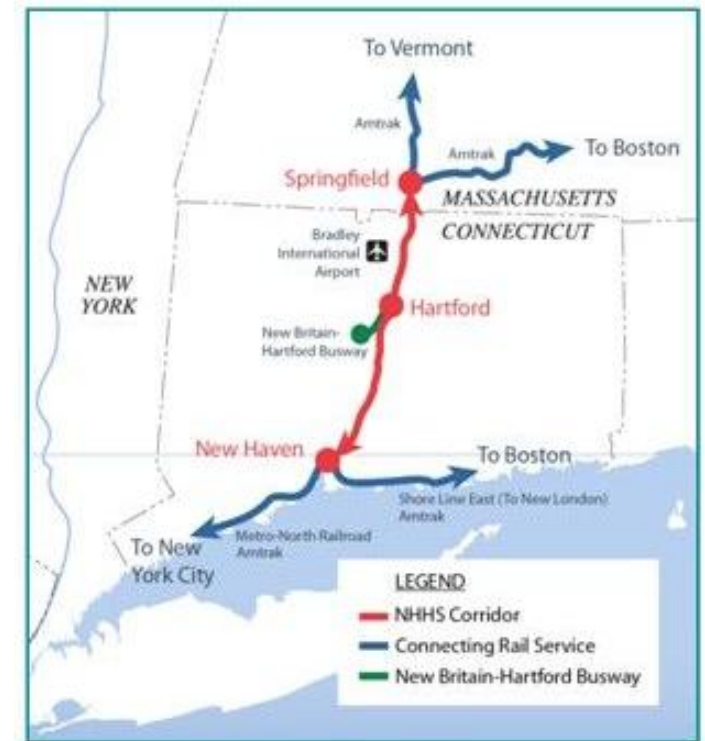 To Vermont
Amtrak
Amtrak
To Boston
Springfield
MASSACHUSETTS
CONNECTICUT
Bradley
International
Airport
NEW
YORK
Hartford
New Britain-
Hartford Busway
New Haven
To Boston
Shore Line East (To New London)
Amtrak
Metro-North Railroad
Amtrak
To New
York City
LEGEND
NHHS Corridor
Connecting Rail Service
New Britain-Hartford Busway